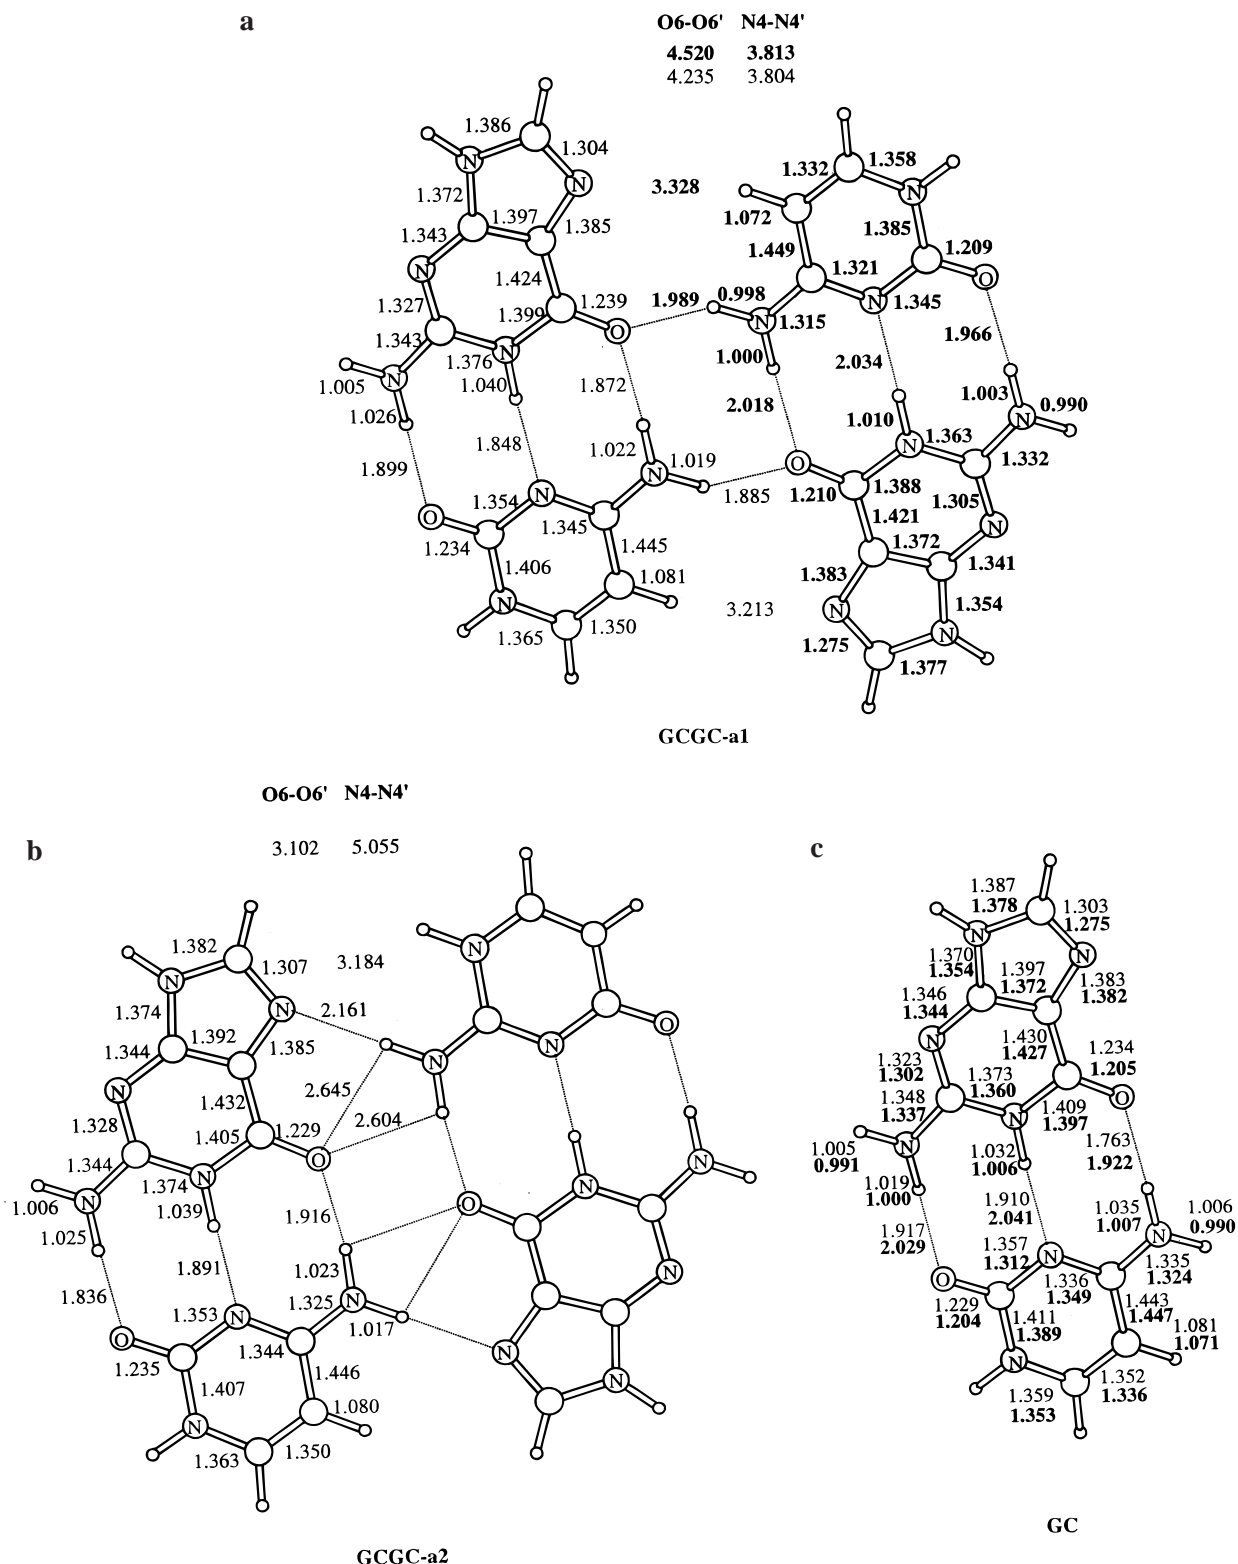 a
O6-O6' N4-N4'
4.520 3.813
4.235 3.804
1.386
N
1.304
N
1.372
1.397
1.385
1.343
N
1.424
1.327
1.399
1.239
O
1.343
1.376
N
1.005
N
1.040
1.872
1.026
1.848
1.899
1.022
N
1.019
1.885
1.354
N
O
1.234
1.345
1.406
1.445
1.081
N
1.365
1.350
3.328
1.332
1.358
N
1.072
1.385
1.449
1.321
1.209
O
1.989
0.998
N
1.315
N
1.345
1.000
2.034
1.966
2.018
1.003
N
0.990
1.010
N
1.363
O
1.210
1.388
1.332
1.305
N
1.421
1.372
1.341
1.383
N
1.354
3.213
1.275
N
1.377
GCGC-a1
b
O6-O6' N4-N4'
3.102 5.055
1.382
N
1.307
3.184
N
2.161
1.374
1.392
1.385
1.344
N
N
N
N
O
2.645
2.604
1.432
1.328
1.405
1.229
O
1.344
1.374
N
1.006
N
1.039
1.025
1.916
O
N
N
1.891
1.023
1.836
1.353
N
1.325
N
1.017
N
O
1.235
1.344
1.446
N
N
1.407
1.080
N
1.363
1.350
GCGC-a2
c
1.387
1.378
N
1.303
1.275
N
1.370
1.354
1.397
1.372
1.383
1.382
1.346
1.344
N
1.430
1.427
1.234
1.205
O
1.323
1.302
1.373
1.360
1.348
1.337
N
1.409
1.397
N
1.005
0.991
1.032
1.006
1.763
1.922
1.019
1.000
1.910
2.041
1.035
1.007
1.006
0.990
N
1.917
2.029
1.357
1.312
N
1.335
1.324
O
1.336
1.349
1.229
1.204
1.411
1.389
1.443
1.447
1.081
1.071
N
1.352
1.336
1.359
1.353
GC